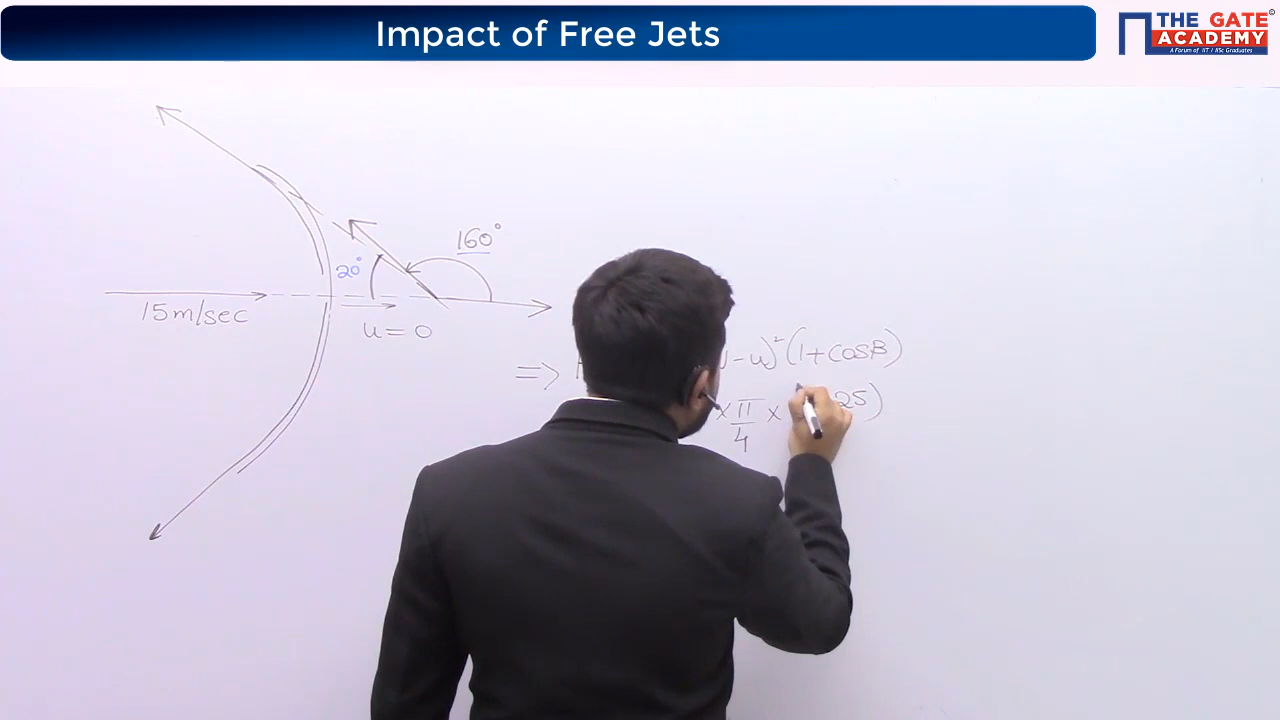 Impact of Free Jets
THE GATE
ACADEMY
A Forum of IIT / IISc Graduates
©
160°
20°
15m/sec
u = 0
⇒
- u)²(1+cosβ)
× π/4 ×
25)